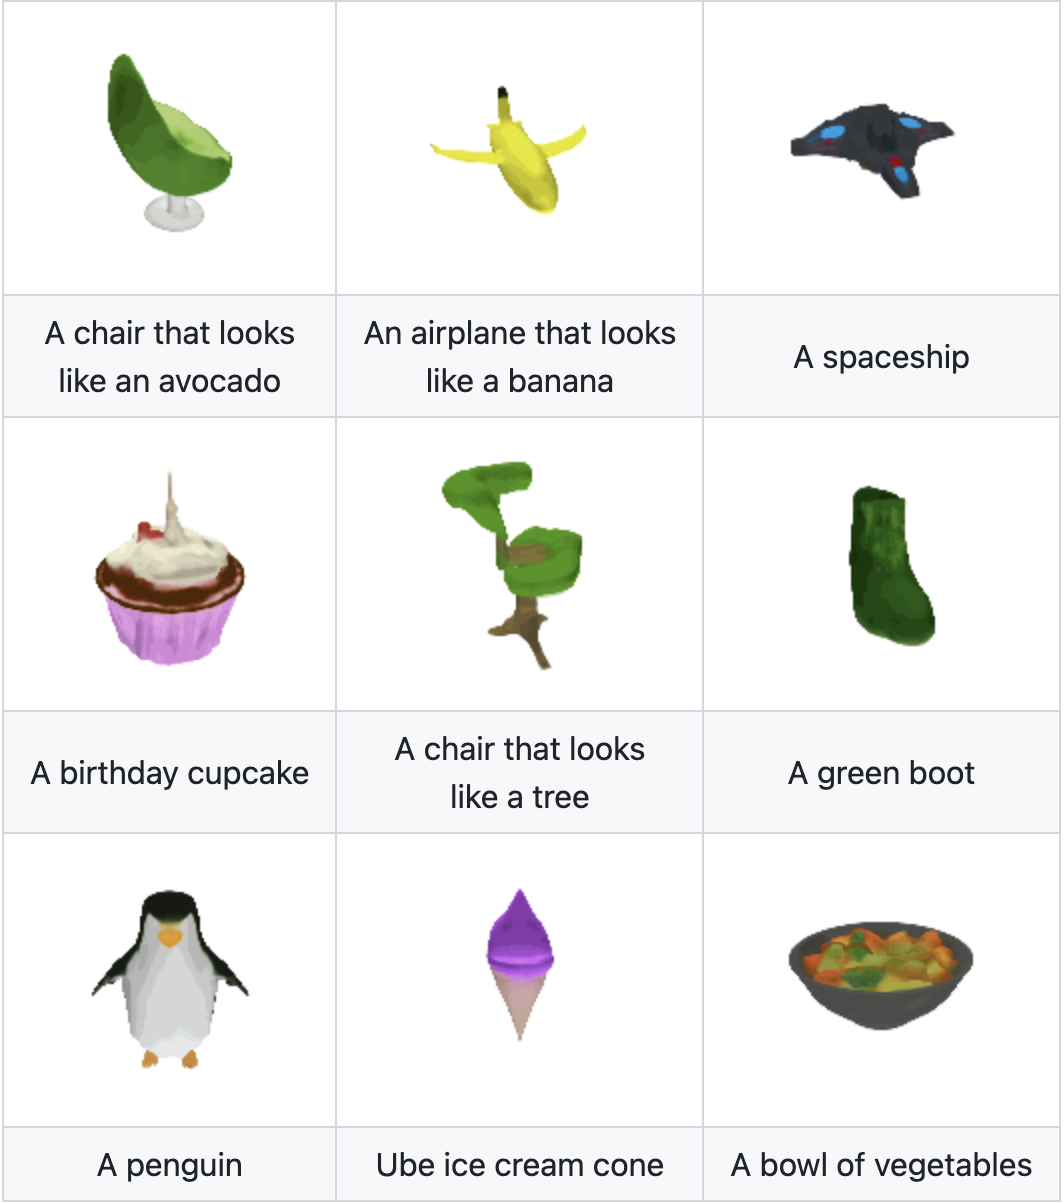 A chair that looks
like an avocado
An airplane that looks
like a banana
A spaceship
A birthday cupcake
A chair that looks
like a tree
A green boot
A penguin
Ube ice cream cone
A bowl of vegetables